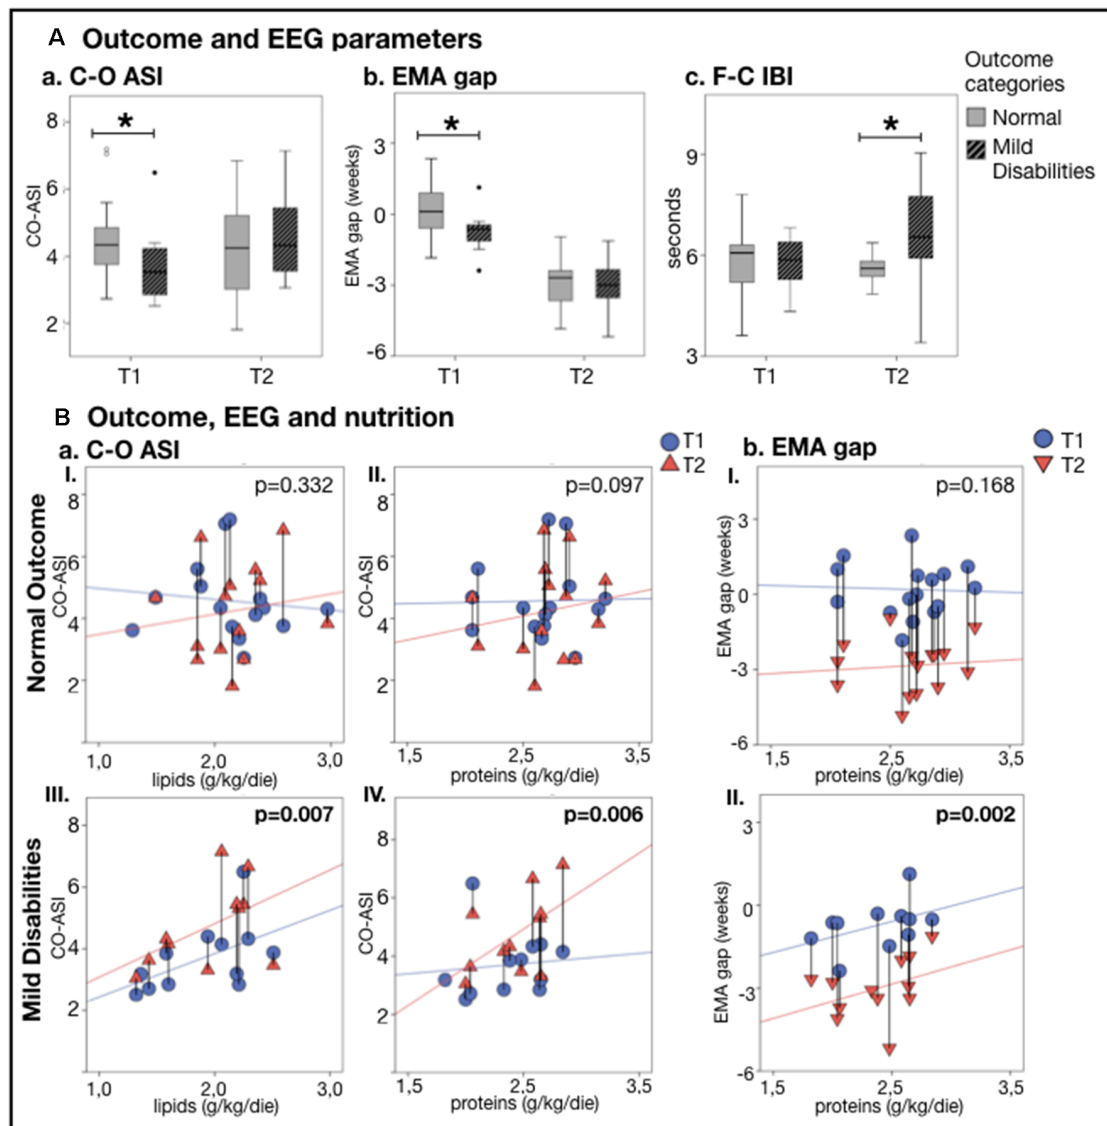 A Outcome and EEG parameters
a. C-O ASI
b. EMA gap
c. F-C IBI
Outcome
categories
Normal
Mild
Disabilities
CO-ASI
8
6
4
2
*
T1
T2
EMA gap (weeks)
3
0
-3
-6
*
T1
T2
seconds
9
6
3
*
T1
T2
B Outcome, EEG and nutrition
a. C-O ASI
T1
T2
b. EMA gap
T1
T2
Normal Outcome
I.
p=0.332
CO-ASI
8
6
4
2
1,0
2,0
3,0
lipids (g/kg/die)
II.
p=0.097
CO-ASI
8
6
4
2
1,5
2,5
3,5
proteins (g/kg/die)
I.
p=0.168
EMA gap (weeks)
3
0
-3
-6
1,5
2,5
3,5
proteins (g/kg/die)
Mild Disabilities
III.
p=0.007
CO-ASI
8
6
4
2
1,0
2,0
3,0
lipids (g/kg/die)
IV.
p=0.006
CO-ASI
8
6
4
2
1,5
2,5
3,5
proteins (g/kg/die)
II.
p=0.002
EMA gap (weeks)
3
0
-3
-6
1,5
2,5
3,5
proteins (g/kg/die)